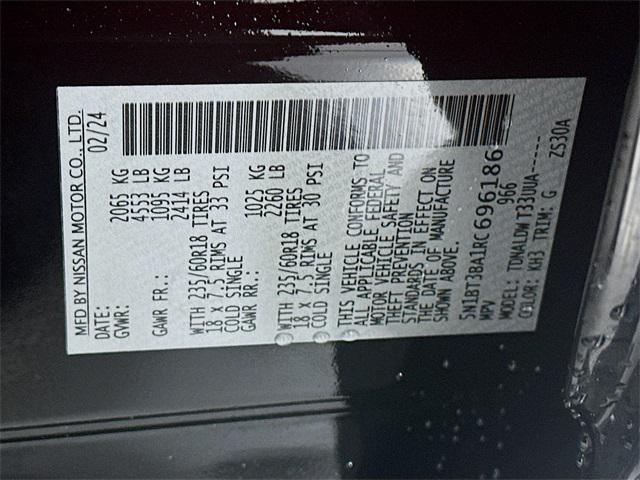 MFD BY NISSAN MOTOR CO., LTD.
DATE: 02/24
GVWR: 2065 KG
4553 LB
GAWR FR.: 1095 KG
2414 LB
WITH 235/60R18 TIRES
18 x 7.5 RIMS AT 33 PSI
COLD SINGLE
GAWR RR.: 1025 KG
2260 LB
WITH 235/60R18 TIRES
18 x 7.5 RIMS AT 30 PSI
COLD SINGLE
THIS VEHICLE CONFORMS TO
ALL APPLICABLE FEDERAL
MOTOR VEHICLE SAFETY AND
THEFT PREVENTION
STANDARDS IN EFFECT ON
THE DATE OF MANUFACTURE
SHOWN ABOVE.
5N1BT3BA1RC696186
MPV 966
MODEL: TDNALDWT33UUA-----
COLOR: KH3 TRIM: G ZS30A